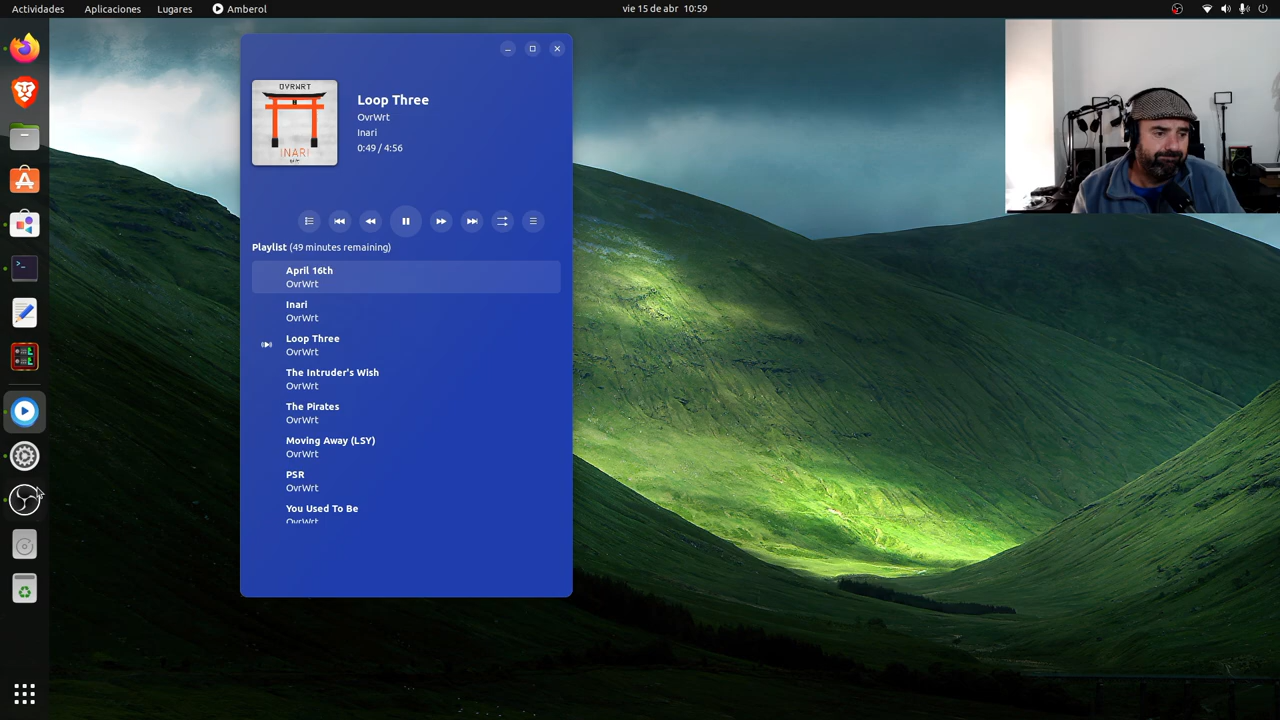 Actividades
Aplicaciones
Lugares
Amberol
vie 15 de abr 10:59
OVRWRT
INARI
Loop Three
OvrWrt
Inari
0:49 / 4:56
Playlist (49 minutes remaining)
April 16th
OvrWrt
Inari
OvrWrt
Loop Three
OvrWrt
The Intruder's Wish
OvrWrt
The Pirates
OvrWrt
Moving Away (LSY)
OvrWrt
PSR
OvrWrt
You Used To Be
OvrWrt